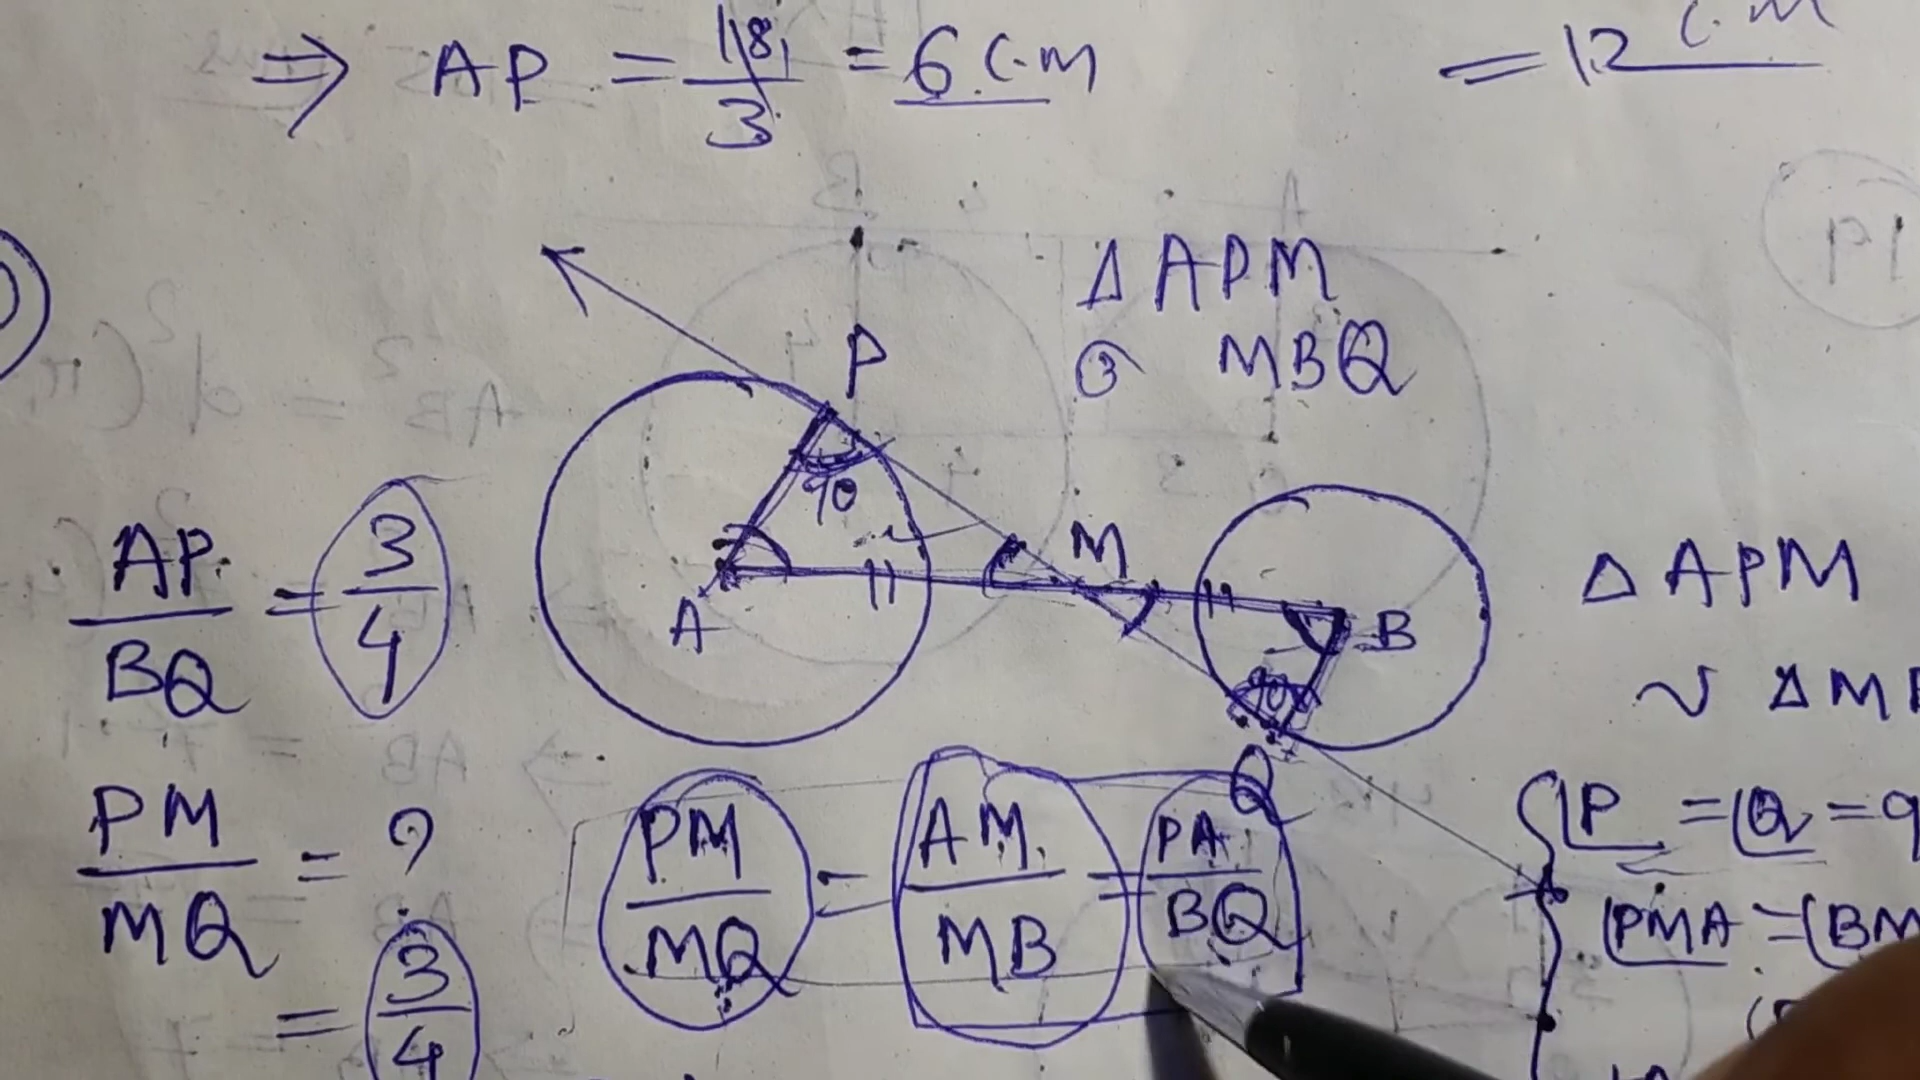 ⇒ AP = 18/3 = 6 C.M
= 12 C.M
19
Δ APM
MBQ
P
90
A
M
B
90
Q
AP/BQ = 3/4
PM/MQ = ?
= 3/4
PM/MQ = AM/MB = PA/BQ
Δ APM
~ Δ M
P = Q = 9
PMA = BM